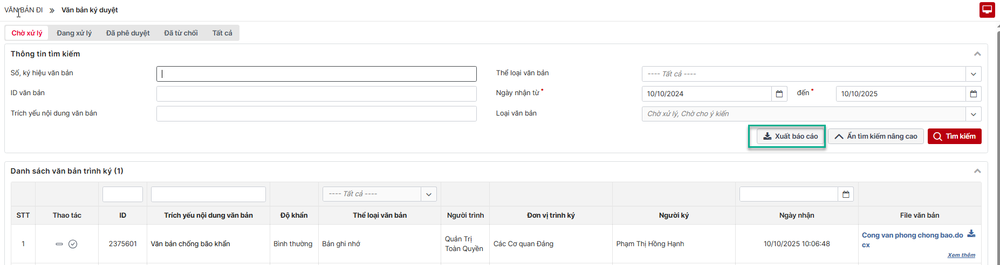 VĂN BẢN ĐI » Văn bản ký duyệt
Chờ xử lý Đang xử lý Đã phê duyệt Đã từ chối Tất cả
Thông tin tìm kiếm
Số, ký hiệu văn bản Thể loại văn bản ---- Tất cả ----
ID văn bản Ngày nhận từ * 10/10/2024 đến * 10/10/2025
Trích yếu nội dung văn bản Loại văn bản Chờ xử lý, Chờ cho ý kiến
Xuất báo cáo Ẩn tìm kiếm nâng cao Tìm kiếm
Danh sách văn bản trình ký (1)
---- Tất cả ----
STT Thao tác ID Trích yếu nội dung văn bản Độ khẩn Thể loại văn bản Người trình Đơn vị trình ký Người ký Ngày nhận File văn bản
1 2375601 Văn bản chống bão khẩn Bình thường Bản ghi nhớ Quản Trị Toàn Quyền Các Cơ quan Đảng Phạm Thị Hồng Hạnh 10/10/2025 10:06:48 Cong van phong chong bao.do
cx
Xem thêm